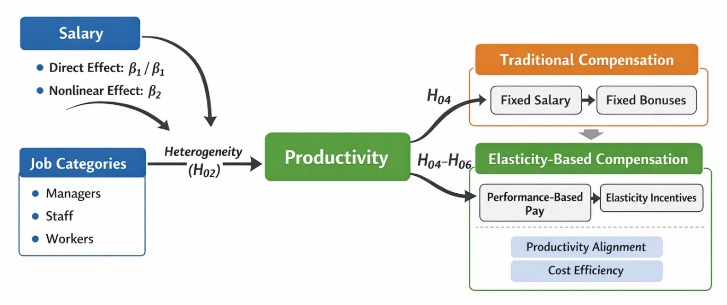 Salary
• Direct Effect: β₁ / β₁
• Nonlinear Effect: β₂
Job Categories
• Managers
• Staff
• Workers
Heterogeneity
(H₀₂)
Productivity
H₀₄
H₀₄–H₀₆
Traditional Compensation
Fixed Salary
Fixed Bonuses
Elasticity-Based Compensation
Performance-Based
Pay
Elasticity Incentives
Productivity Alignment
Cost Efficiency